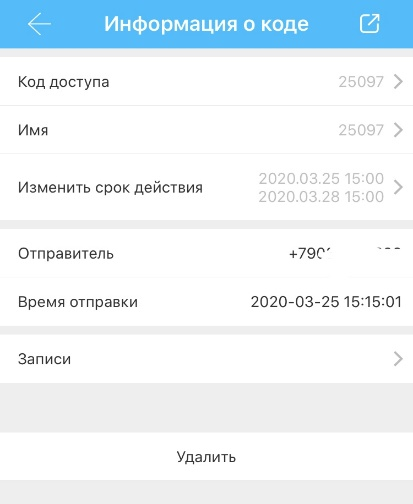 Информация о коде
Код доступа 25097
Имя 25097
Изменить срок действия 2020.03.25 15:00
2020.03.28 15:00
Отправитель
Время отправки 2020-03-25 15:15:01
Записи
Удалить